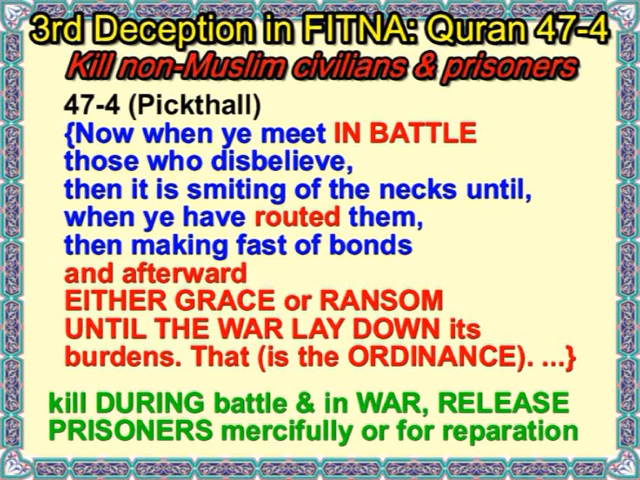 3rd Deception in FITNA: Quran 47-4
Kill non-Muslim civilians & prisoners
47-4 (Pickthall)
{Now when ye meet IN BATTLE
those who disbelieve,
then it is smiting of the necks until,
when ye have routed them,
then making fast of bonds
and afterward
EITHER GRACE or RANSOM
UNTIL THE WAR LAY DOWN its
burdens. That (is the ORDINANCE). ...}
kill DURING battle & in WAR, RELEASE
PRISONERS mercifully or for reparation